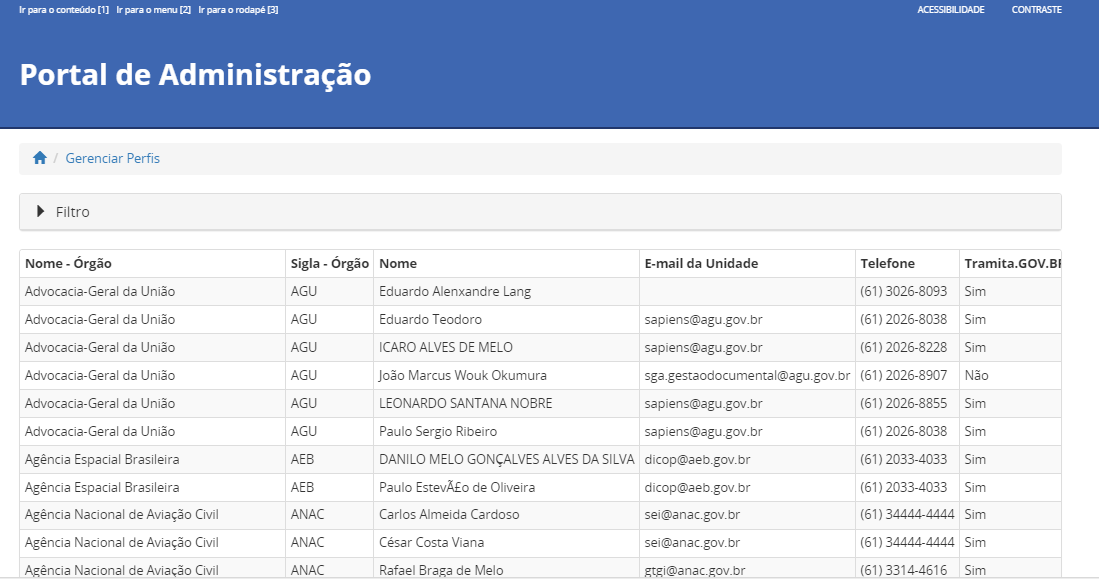 Ir para o conteúdo [1] Ir para o menu [2] Ir para o rodapé [3] ACESSIBILIDADE CONTRASTE
Portal de Administração
/ Gerenciar Perfis
Filtro
Nome - Órgão Sigla - Órgão Nome E-mail da Unidade Telefone Tramita.GOV.BR
Advocacia-Geral da União AGU Eduardo Alenxandre Lang (61) 3026-8093 Sim
Advocacia-Geral da União AGU Eduardo Teodoro sapiens@agu.gov.br (61) 2026-8038 Sim
Advocacia-Geral da União AGU ICARO ALVES DE MELO sapiens@agu.gov.br (61) 2026-8228 Sim
Advocacia-Geral da União AGU João Marcus Wouk Okumura sga.gestaodocumental@agu.gov.br (61) 2026-8907 Não
Advocacia-Geral da União AGU LEONARDO SANTANA NOBRE sapiens@agu.gov.br (61) 2026-8855 Sim
Advocacia-Geral da União AGU Paulo Sergio Ribeiro sapiens@agu.gov.br (61) 2026-8038 Sim
Agência Espacial Brasileira AEB DANILO MELO GONÇALVES ALVES DA SILVA dicop@aeb.gov.br (61) 2033-4033 Sim
Agência Espacial Brasileira AEB Paulo EstevÃ£o de Oliveira dicop@aeb.gov.br (61) 2033-4033 Sim
Agência Nacional de Aviação Civil ANAC Carlos Almeida Cardoso sei@anac.gov.br (61) 34444-4444 Sim
Agência Nacional de Aviação Civil ANAC César Costa Viana sei@anac.gov.br (61) 34444-4444 Sim
Agência Nacional de Aviação Civil ANAC Rafael Braga de Melo gtgi@anac.gov.br (61) 3314-4616 Sim